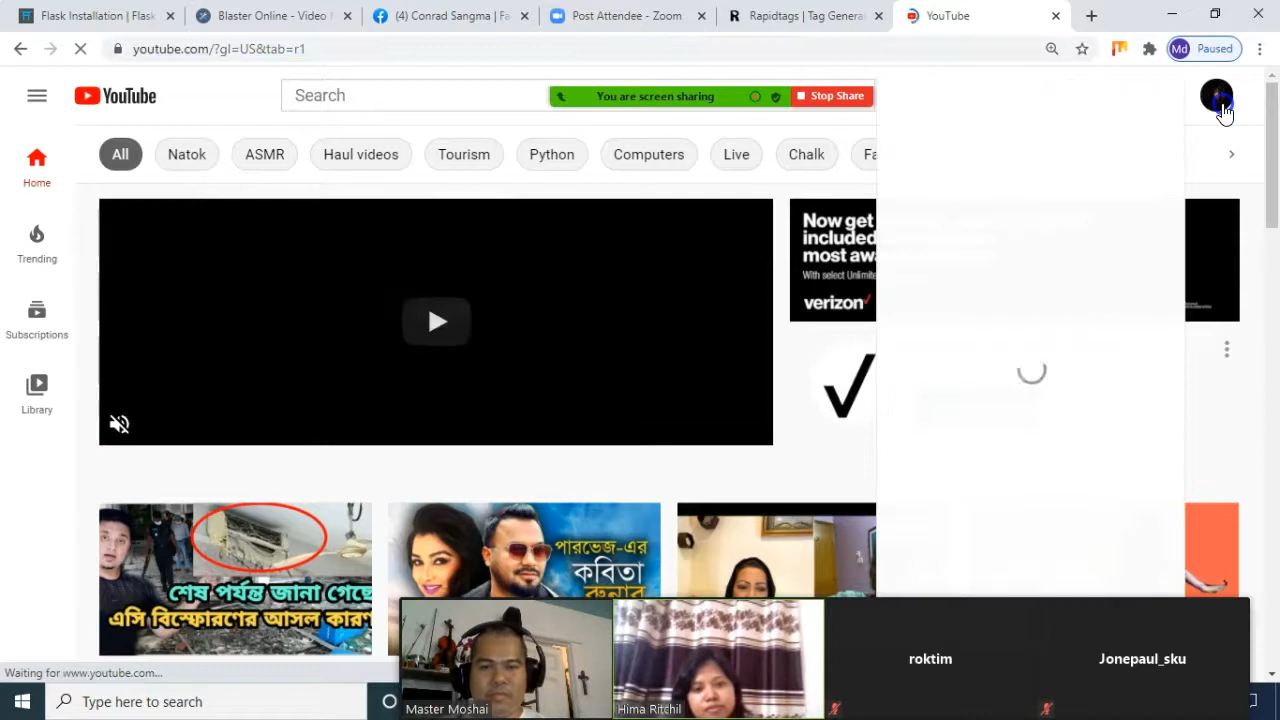 Flask Installation | Flask
Blaster Online - Video
(4) Conrad Sangma | Fa
Post Attendee - Zoom
Rapidtags | Tag Genera
YouTube
youtube.com/?gl=US&tab=r1
Md Paused
YouTube
Search
You are screen sharing
Stop Share
All
Natok
ASMR
Haul videos
Tourism
Python
Computers
Live
Chalk
Fa
Home
Trending
Subscriptions
Library
Now get
included
most awa
With select Unlimite
verizon
শেষ পর্যন্ত জানা গেছে
এসি বিস্ফোরণের আসল কারণ
পারভেজ-এর
কবিতা
রুনার
Master Moshai
Hima Ritchil
roktim
Jonepaul_sku
Waiting for www.youtube.com...
Type here to search